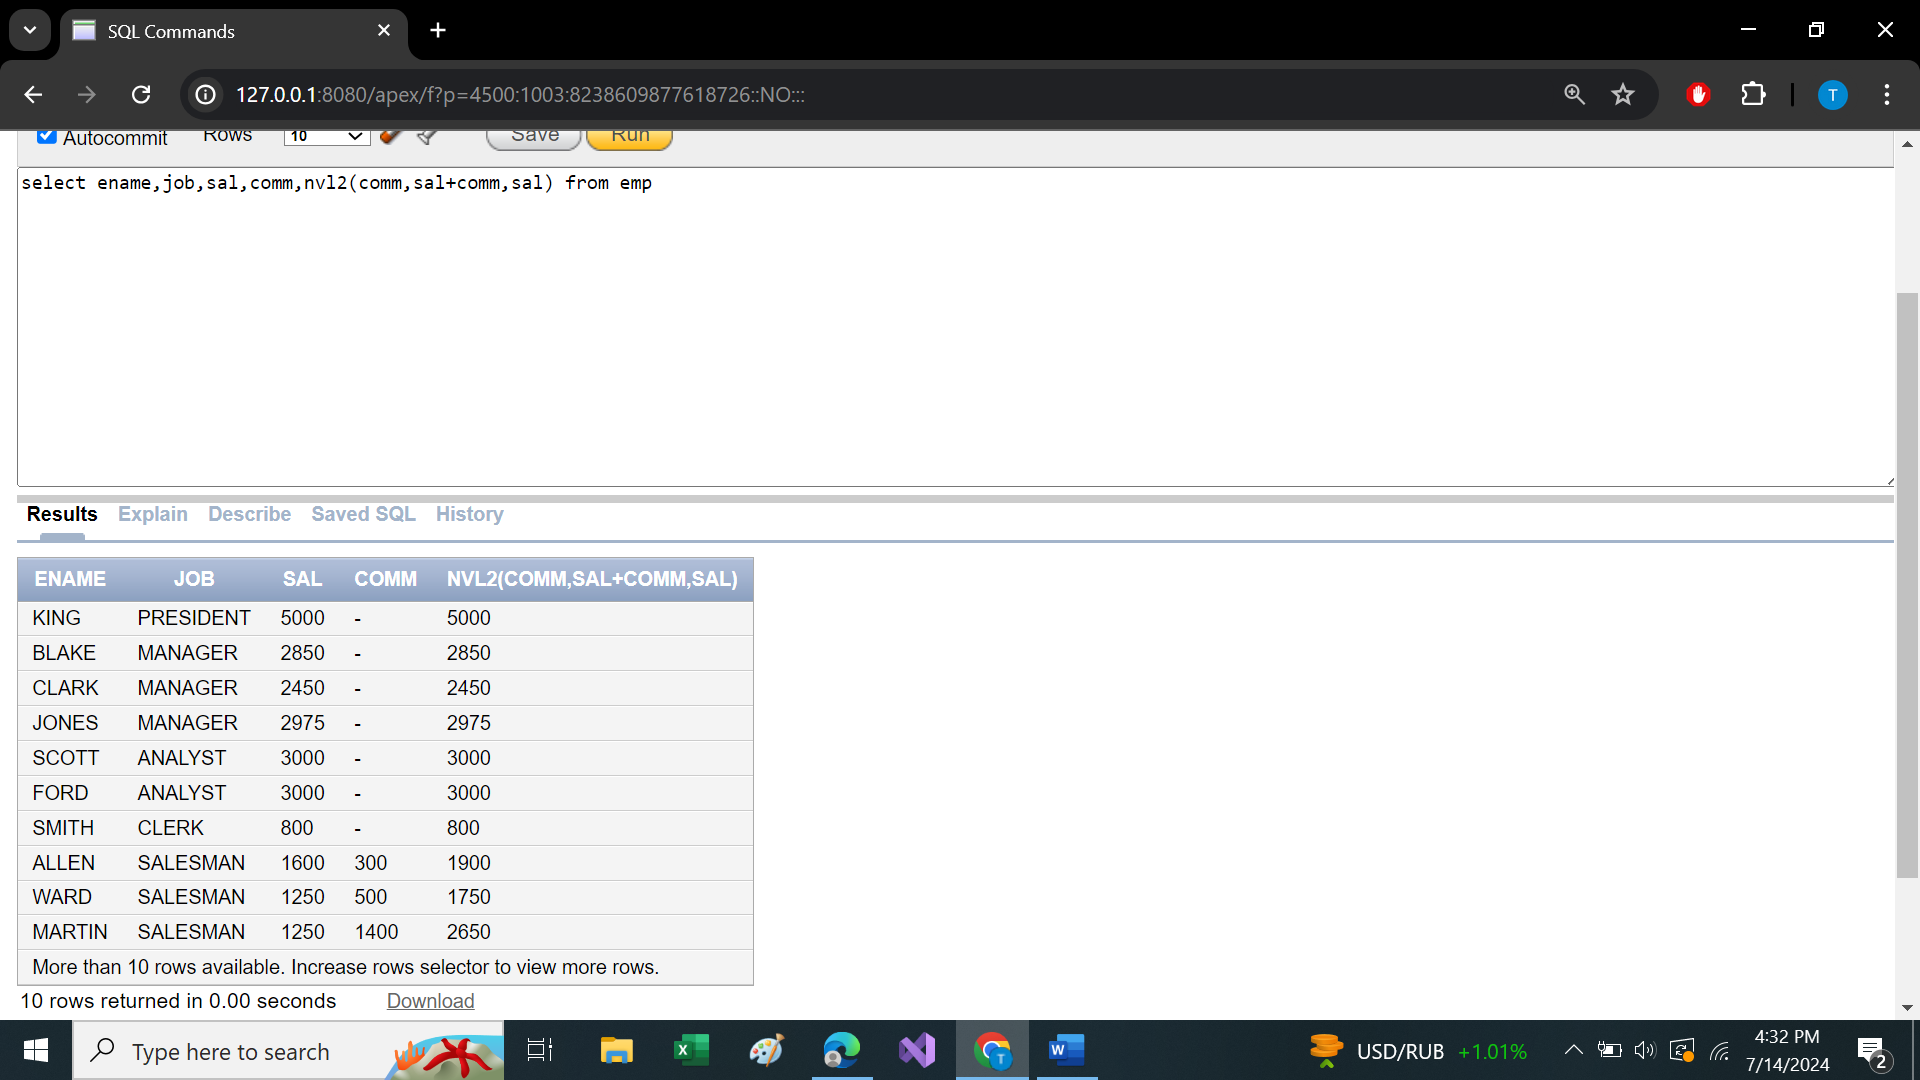 SQL Commands
127.0.0.1:8080/apex/f?p=4500:1003:8238609877618726::NO:::
T
Autocommit Rows 10 Save Run
select ename,job,sal,comm,nvl2(comm,sal+comm,sal) from emp
Results Explain Describe Saved SQL History
ENAME JOB SAL COMM NVL2(COMM,SAL+COMM,SAL)
KING PRESIDENT 5000 - 5000
BLAKE MANAGER 2850 - 2850
CLARK MANAGER 2450 - 2450
JONES MANAGER 2975 - 2975
SCOTT ANALYST 3000 - 3000
FORD ANALYST 3000 - 3000
SMITH CLERK 800 - 800
ALLEN SALESMAN 1600 300 1900
WARD SALESMAN 1250 500 1750
MARTIN SALESMAN 1250 1400 2650
More than 10 rows available. Increase rows selector to view more rows.
10 rows returned in 0.00 seconds Download
Type here to search
X
T
W
USD/RUB +1.01%
4:32 PM
7/14/2024
2